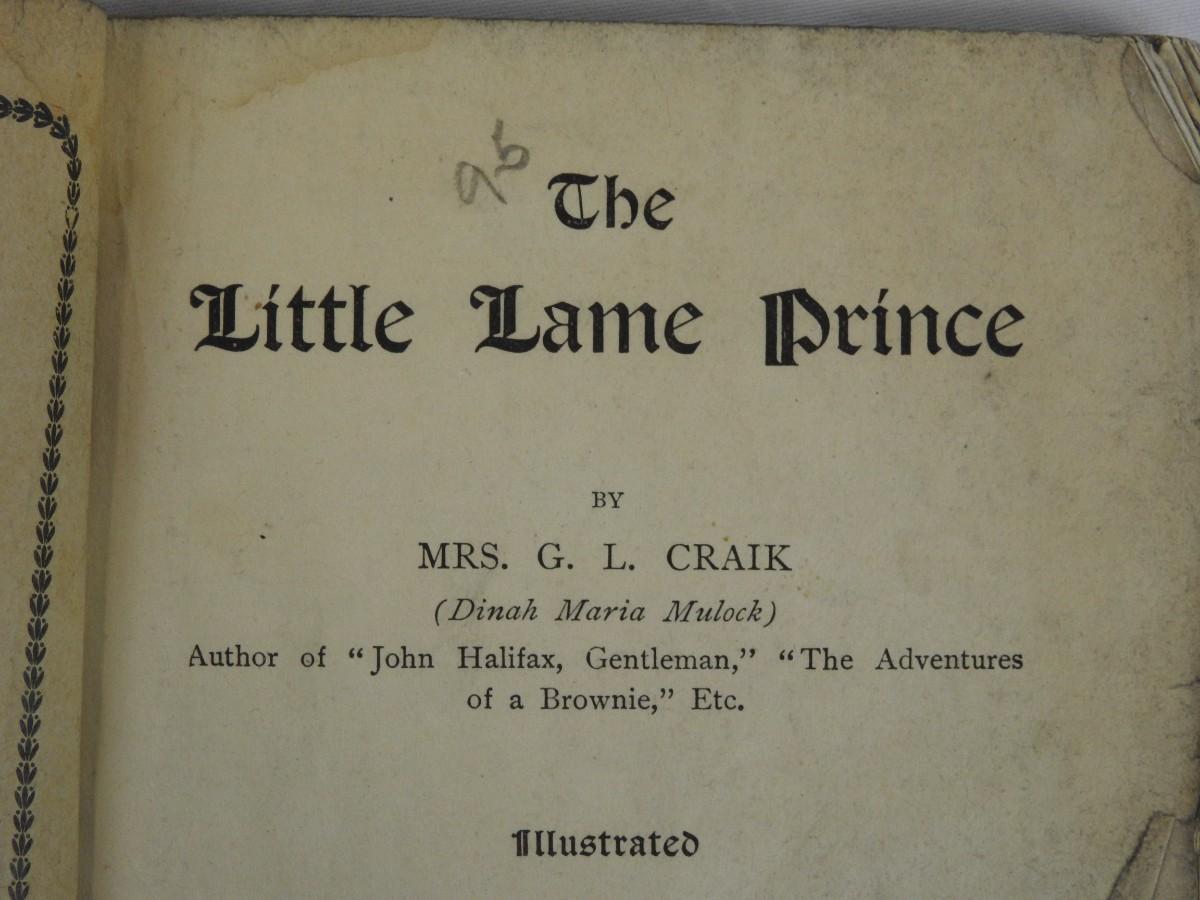 95
The
Little Lame Prince
BY
MRS. G. L. CRAIK
(Dinah Maria Mulock)
Author of “John Halifax, Gentleman,” “The Adventures
of a Brownie,” Etc.
Illustrated